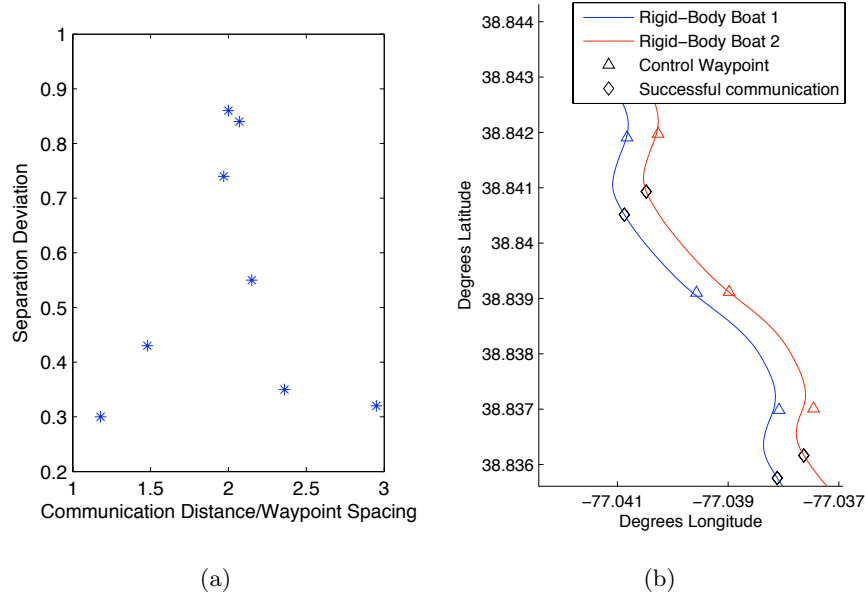 1
0.9
0.8
0.7
0.6
0.5
0.4
0.3
0.2
Separation Deviation
1
1.5
2
2.5
3
Communication Distance/Waypoint Spacing
(a)
Rigid−Body Boat 1
Rigid−Body Boat 2
Control Waypoint
Successful communication
38.844
38.843
38.842
38.841
38.84
38.839
38.838
38.837
38.836
Degrees Latitude
−77.041
−77.039
−77.037
Degrees Longitude
(b)